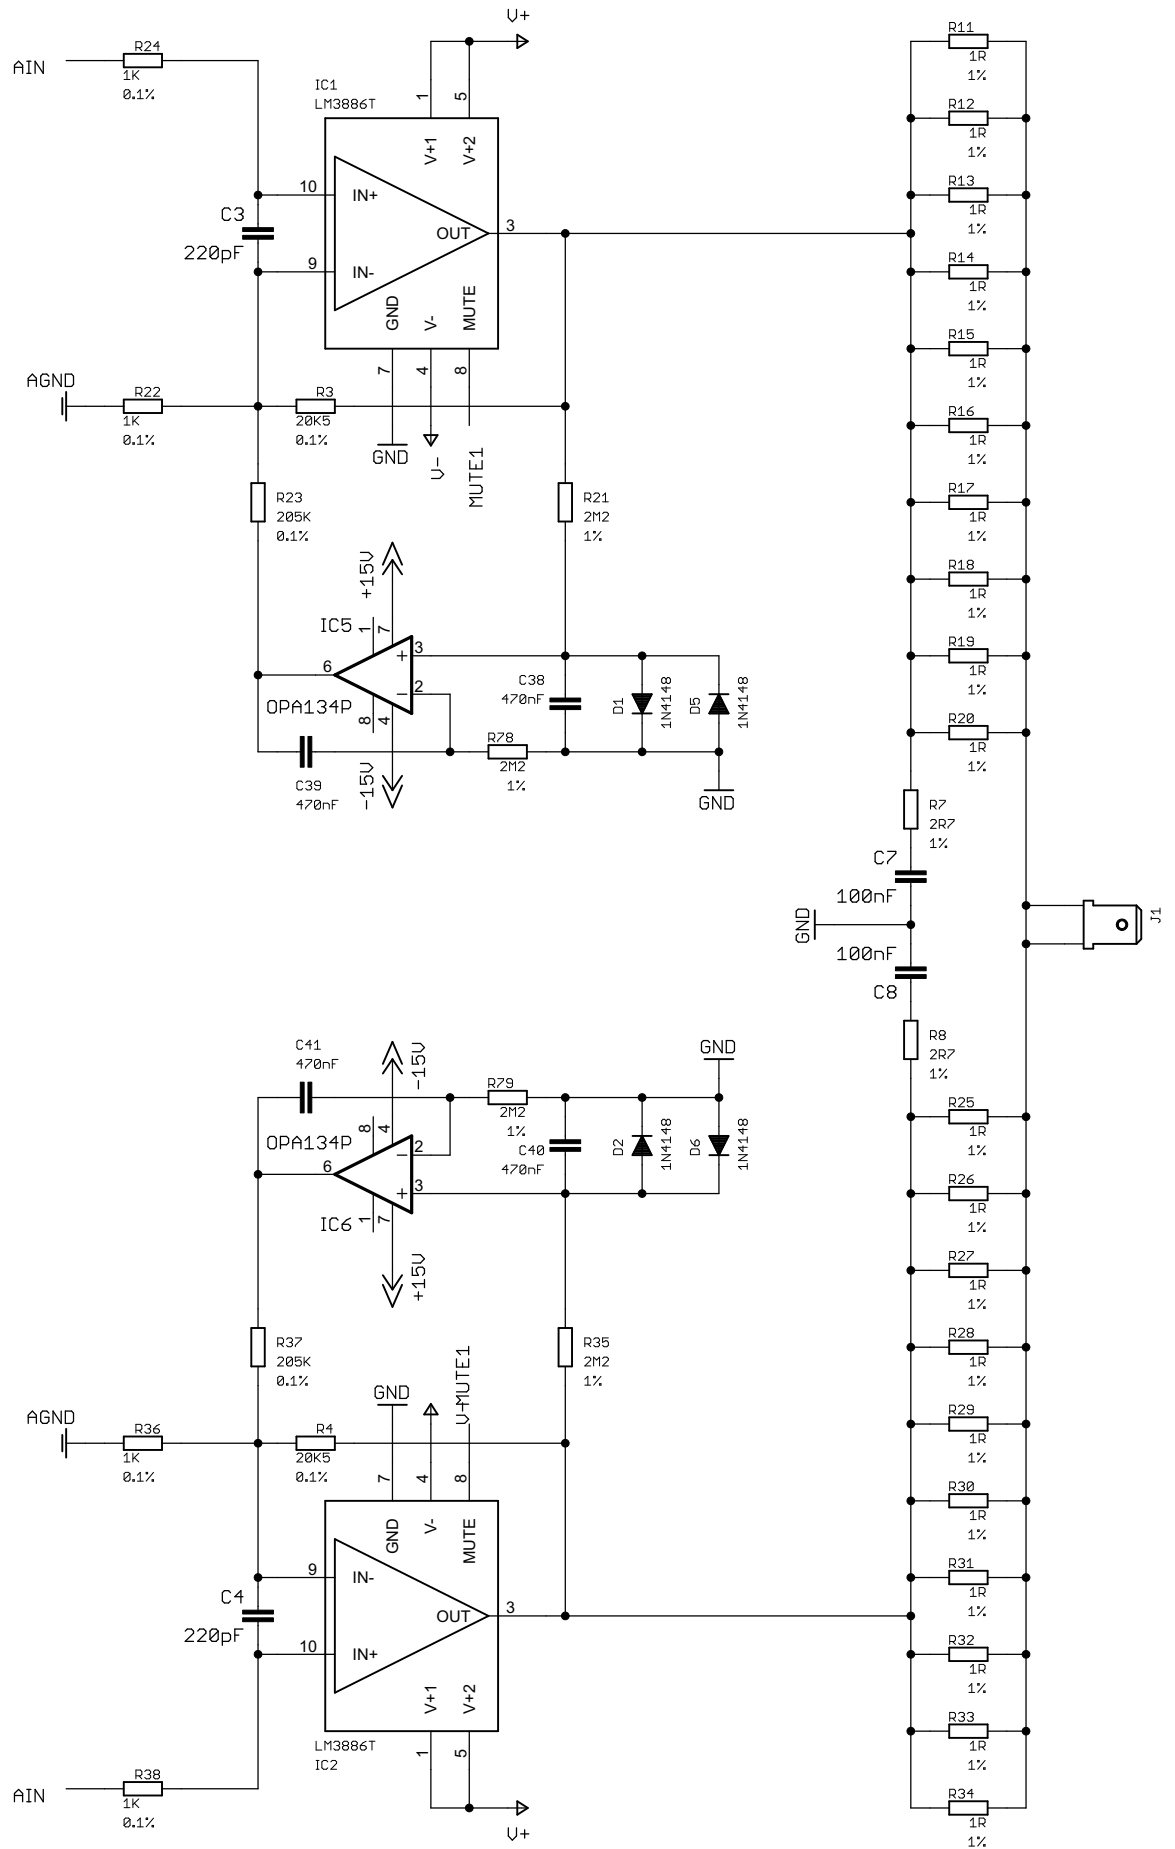 V+
AIN
R24
1K
0.1%
IC1
LM3886T
1
5
V+1
V+2
10
IN+
C3
220pF
OUT
3
9
IN-
GND
V-
MUTE
7
4
8
AGND
R22
1K
0.1%
R3
20K5
0.1%
GND
V-
MUTE1
R23
205K
0.1%
R21
2M2
1%
+15V
IC5
1
7
+
3
6
−
2
OPA134P
8
4
C38
470nF
D1
1N4148
D5
1N4148
R78
2M2
1%
C39
470nF
-15V
GND
R11
1R
1%
R12
1R
1%
R13
1R
1%
R14
1R
1%
R15
1R
1%
R16
1R
1%
R17
1R
1%
R18
1R
1%
R19
1R
1%
R20
1R
1%
R7
2R7
1%
C7
100nF
GND
J1
100nF
C8
R8
2R7
1%
C41
470nF
-15V
GND
R79
2M2
1%
OPA134P
8
4
−
2
C40
470nF
D2
1N4148
D6
1N4148
6
+
3
IC6
1
7
+15V
R37
205K
0.1%
R35
2M2
1%
GND
V-
MUTE1
AGND
R36
1K
0.1%
R4
20K5
0.1%
7
4
8
GND
V-
MUTE
9
IN-
C4
220pF
OUT
3
10
IN+
V+1
V+2
LM3886T
IC2
1
5
AIN
R38
1K
0.1%
V+
R25
1R
1%
R26
1R
1%
R27
1R
1%
R28
1R
1%
R29
1R
1%
R30
1R
1%
R31
1R
1%
R32
1R
1%
R33
1R
1%
R34
1R
1%